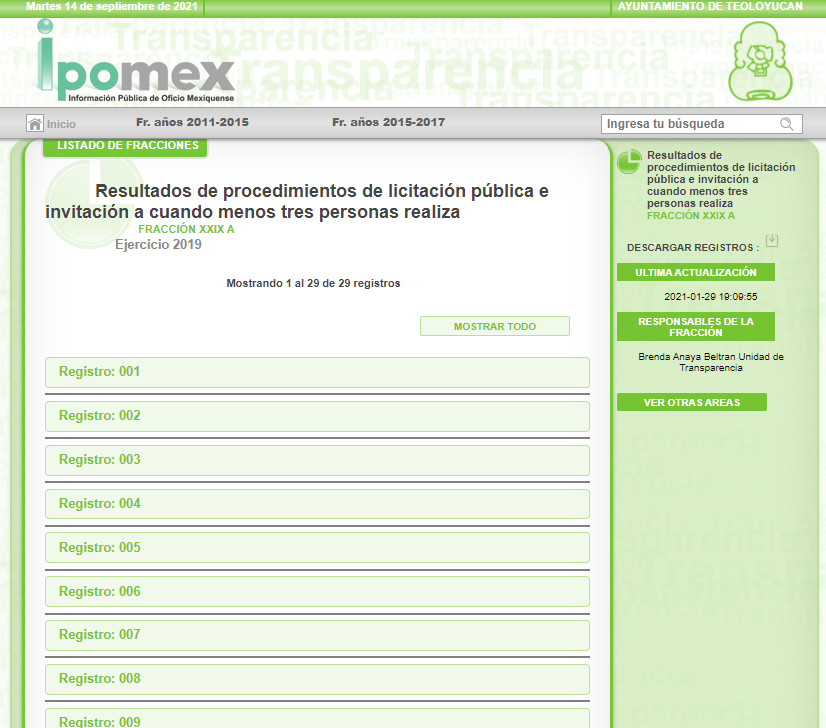 Martes 14 de septiembre de 2021
AYUNTAMIENTO DE TEOLOYUCAN
ipomex
Información Pública de Oficio Mexiquense
Inicio
Fr. años 2011-2015
Fr. años 2015-2017
Ingresa tu búsqueda
LISTADO DE FRACCIONES
Resultados de procedimientos de licitación pública e
invitación a cuando menos tres personas realiza
FRACCIÓN XXIX A
Ejercicio 2019
Mostrando 1 al 29 de 29 registros
MOSTRAR TODO
Registro: 001
Registro: 002
Registro: 003
Registro: 004
Registro: 005
Registro: 006
Registro: 007
Registro: 008
Registro: 009
Resultados de
procedimientos de licitación
pública e invitación a
cuando menos tres
personas realiza
FRACCIÓN XXIX A
DESCARGAR REGISTROS :
ULTIMA ACTUALIZACIÓN
2021-01-29 19:09:55
RESPONSABLES DE LA
FRACCIÓN
Brenda Anaya Beltran Unidad de
Transparencia
VER OTRAS AREAS